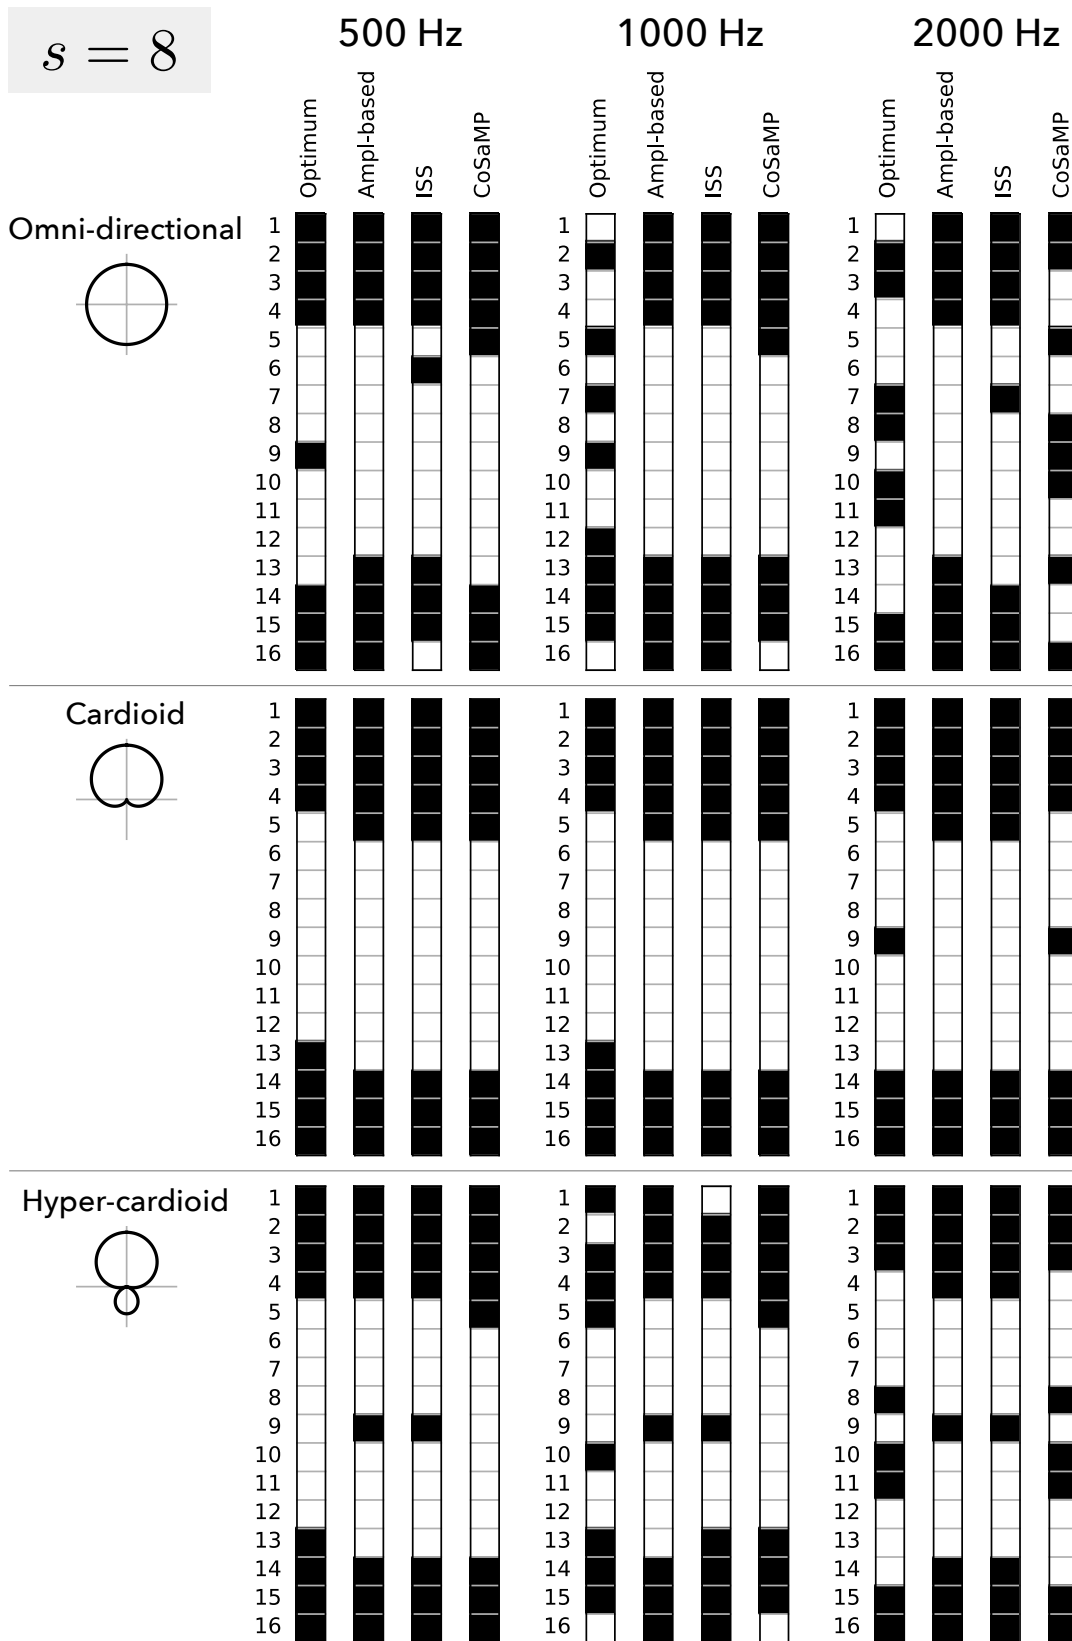 s = 8
500 Hz 1000 Hz 2000 Hz
Optimum Ampl-based ISS CoSaMP Optimum Ampl-based ISS CoSaMP Optimum Ampl-based ISS CoSaMP
Omni-directional
1 1 1
2 2 2
3 3 3
4 4 4
5 5 5
6 6 6
7 7 7
8 8 8
9 9 9
10 10 10
11 11 11
12 12 12
13 13 13
14 14 14
15 15 15
16 16 16
Cardioid
1 1 1
2 2 2
3 3 3
4 4 4
5 5 5
6 6 6
7 7 7
8 8 8
9 9 9
10 10 10
11 11 11
12 12 12
13 13 13
14 14 14
15 15 15
16 16 16
Hyper-cardioid
1 1 1
2 2 2
3 3 3
4 4 4
5 5 5
6 6 6
7 7 7
8 8 8
9 9 9
10 10 10
11 11 11
12 12 12
13 13 13
14 14 14
15 15 15
16 16 16